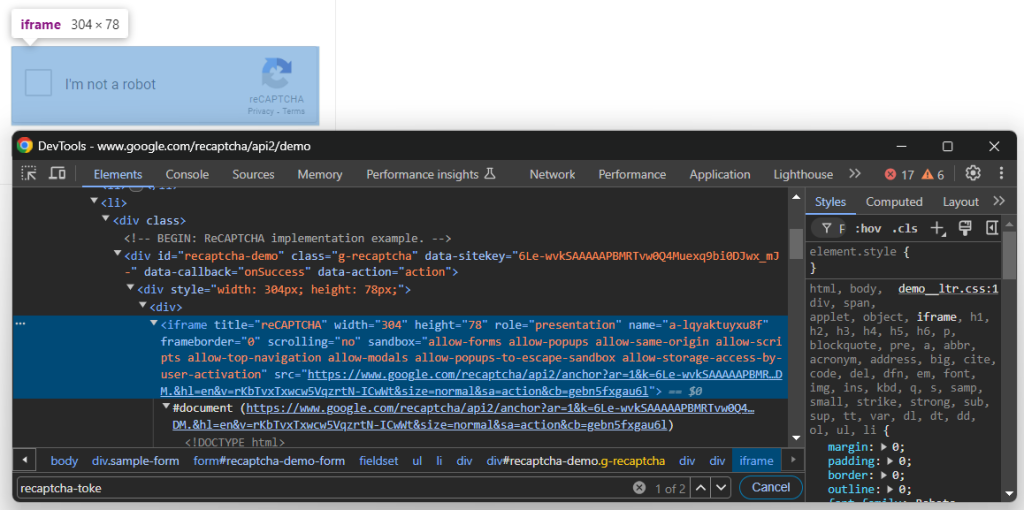 iframe 304 × 78
I'm not a robot
reCAPTCHA
Privacy - Terms
DevTools - www.google.com/recaptcha/api2/demo
Elements Console Sources Memory Performance insights Network Performance Application Lighthouse 17 6
<li>
<div class>
<!-- BEGIN: ReCAPTCHA implementation example. -->
<div id="recaptcha-demo" class="g-recaptcha" data-sitekey="6Le-wvkSAAAAAPBMRTvw0Q4Muexq9bi0DJwx_mJ
-" data-callback="onSuccess" data-action="action">
<div style="width: 304px; height: 78px;">
<div>
<iframe title="reCAPTCHA" width="304" height="78" role="presentation" name="a-lqyaktuyxu8f"
frameborder="0" scrolling="no" sandbox="allow-forms allow-popups allow-same-origin allow-scri
pts allow-top-navigation allow-modals allow-popups-to-escape-sandbox allow-storage-access-by-
user-activation" src="https://www.google.com/recaptcha/api2/anchor?ar=1&k=6Le-wvkSAAAAAPBMR…D
M.&hl=en&v=rKbTvxTxwcw5VqzrtN-ICwWt&size=normal&sa=action&cb=gebn5fxgau6l"> == $0
#document (https://www.google.com/recaptcha/api2/anchor?ar=1&k=6Le-wvkSAAAAAPBMRTvw0Q4…
DM.&hl=en&v=rKbTvxTxwcw5VqzrtN-ICwWt&size=normal&sa=action&cb=gebn5fxgau6l)
<!DOCTYPE html>
body div.sample-form form#recaptcha-demo-form fieldset ul li div div#recaptcha-demo.g-recaptcha div div iframe
recaptcha-toke 1 of 2 Cancel
Styles Computed Layout
F :hov .cls
element.style {
}
html, body, demo__ltr.css:1
div, span,
applet, object, iframe, h1,
h2, h3, h4, h5, h6, p,
blockquote, pre, a, abbr,
acronym, address, big, cite,
code, del, dfn, em, font,
img, ins, kbd, q, s, samp,
small, strike, strong, sub,
sup, tt, var, dl, dt, dd,
ol, ul, li {
margin: 0;
padding: 0;
border: 0;
outline: 0;